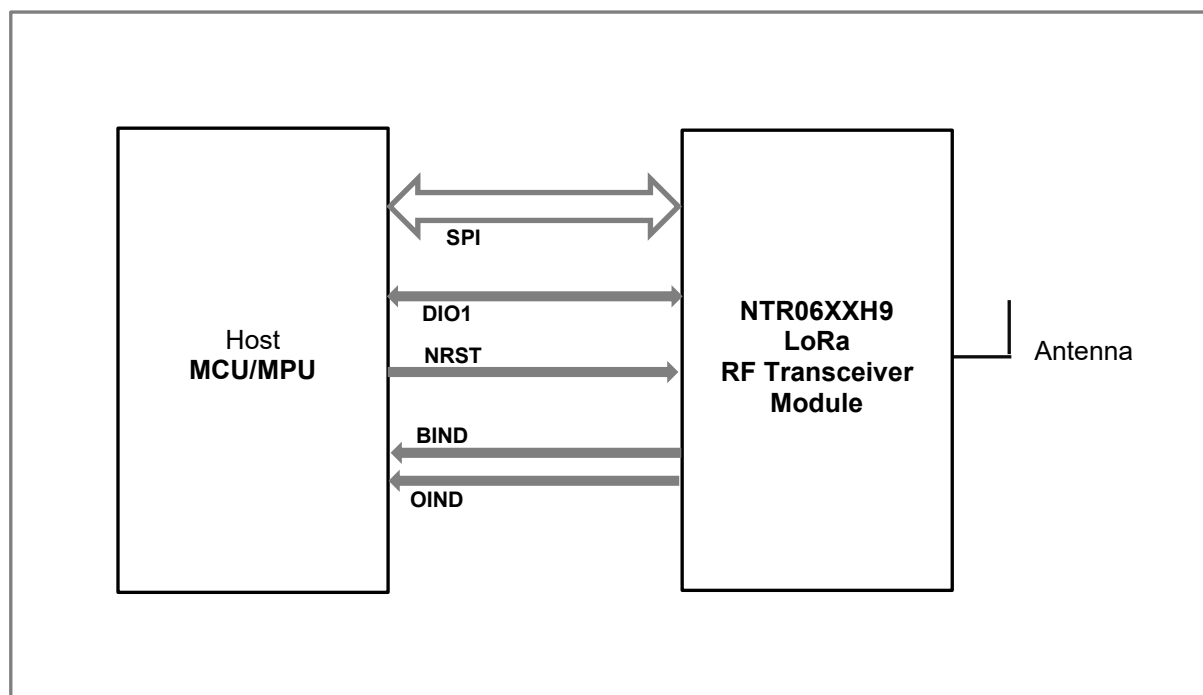 Host
MCU/MPU
SPI
DIO1
NRST
BIND
OIND
NTR06XXH9
LoRa
RF Transceiver
Module
Antenna